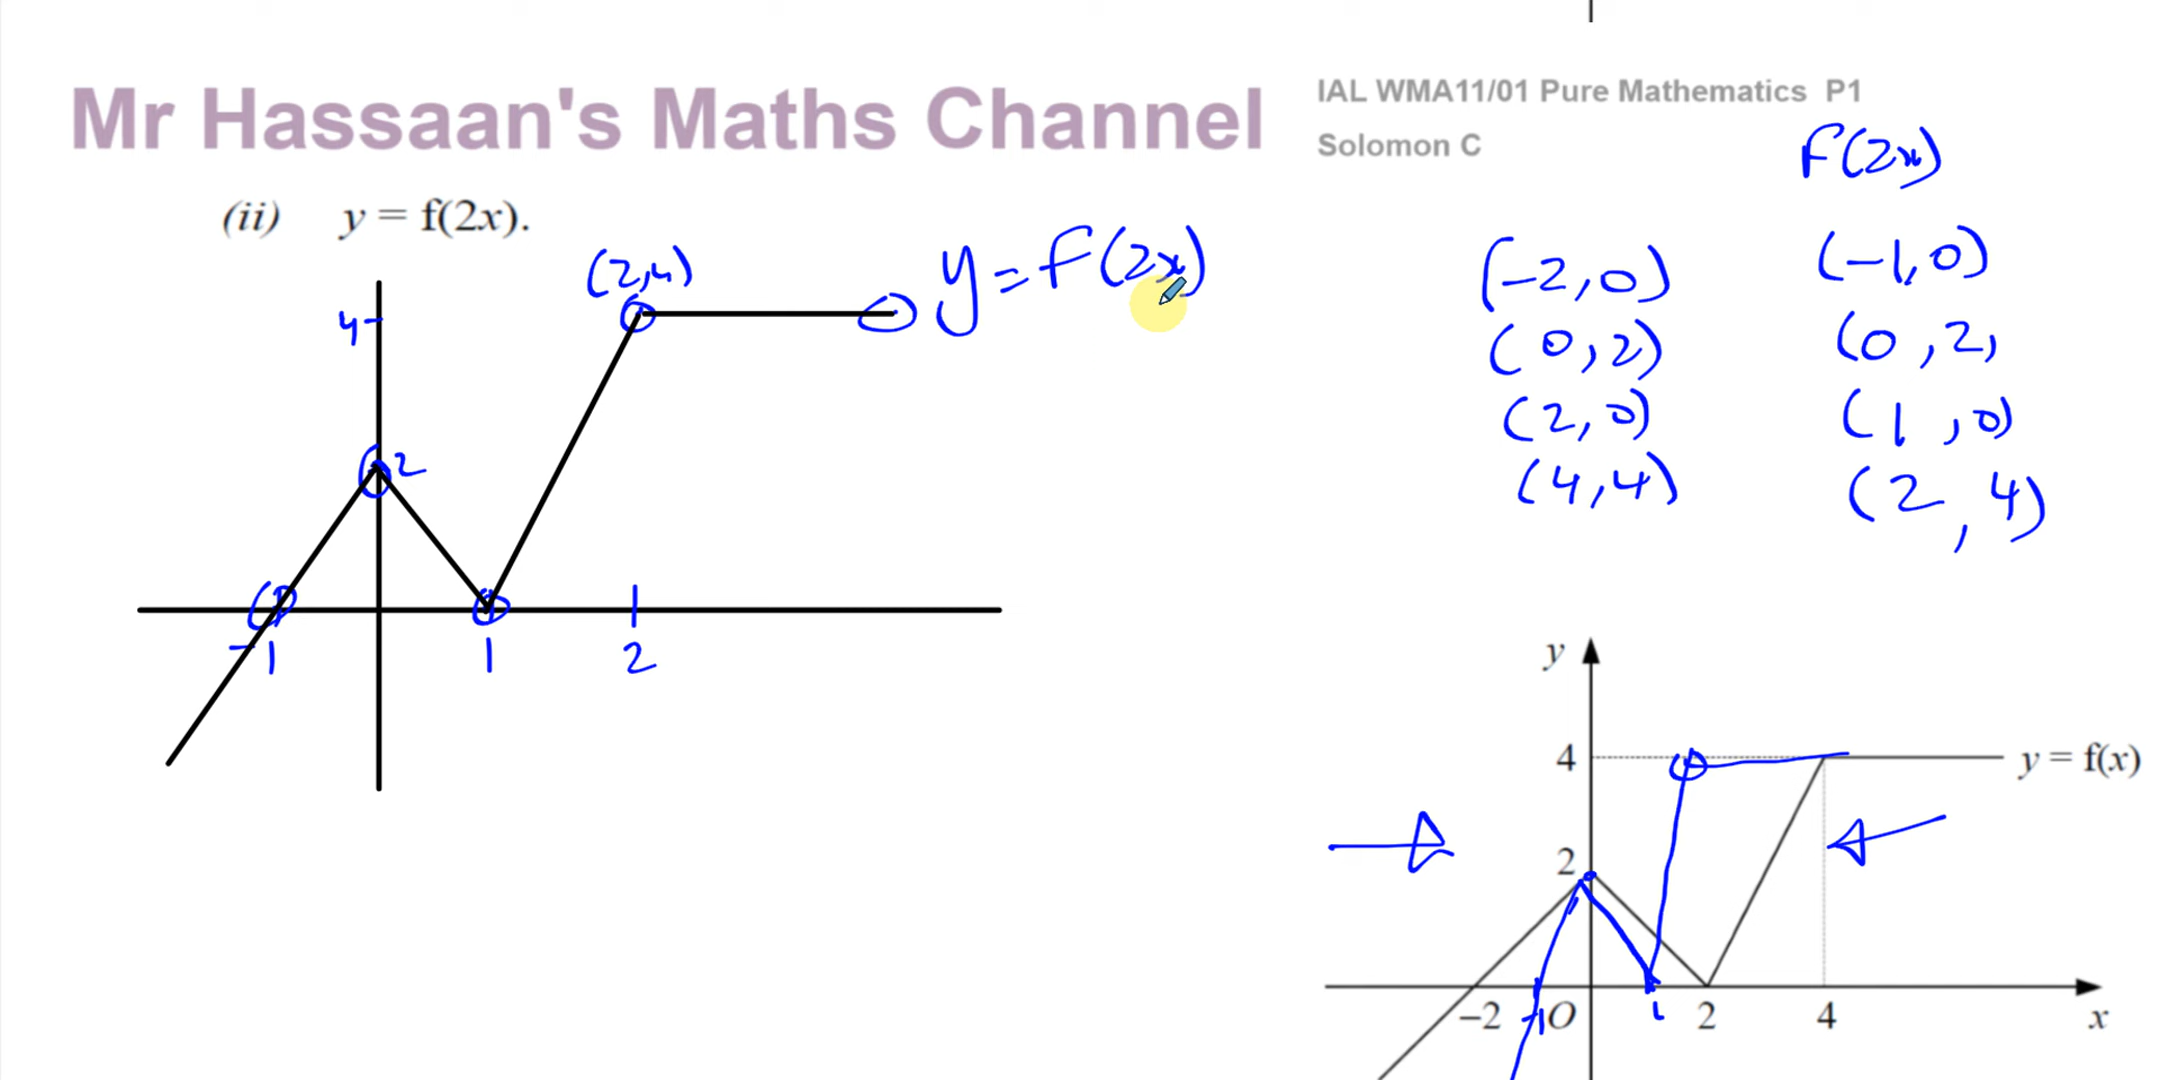 Mr Hassaan's Maths Channel
IAL WMA11/01 Pure Mathematics P1
Solomon C
(ii) y = f(2x).
y = f(2x)
(2,4)
4
2
-1
1
2
F(2x)
(-2,0) (-1,0)
(0,2) (0,2)
(2,0) (1,0)
(4,4) (2,4)
y
4
y = f(x)
2
−2 -1 O 1 2 4 x